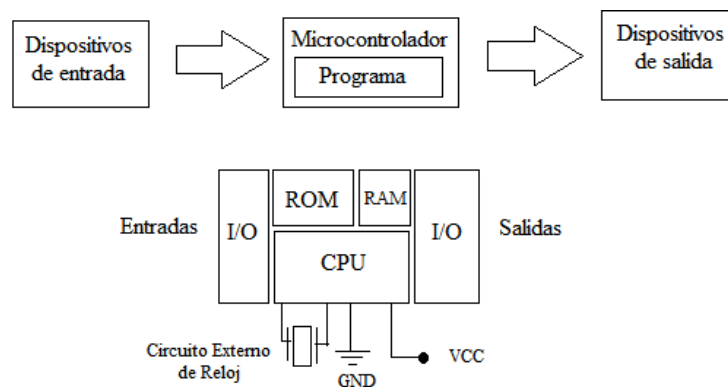 Dispositivos
de entrada
Microcontrolador
Programa
Dispositivos
de salida
Entradas
I/O
ROM
RAM
I/O
Salidas
CPU
Circuito Externo
de Reloj
GND
VCC